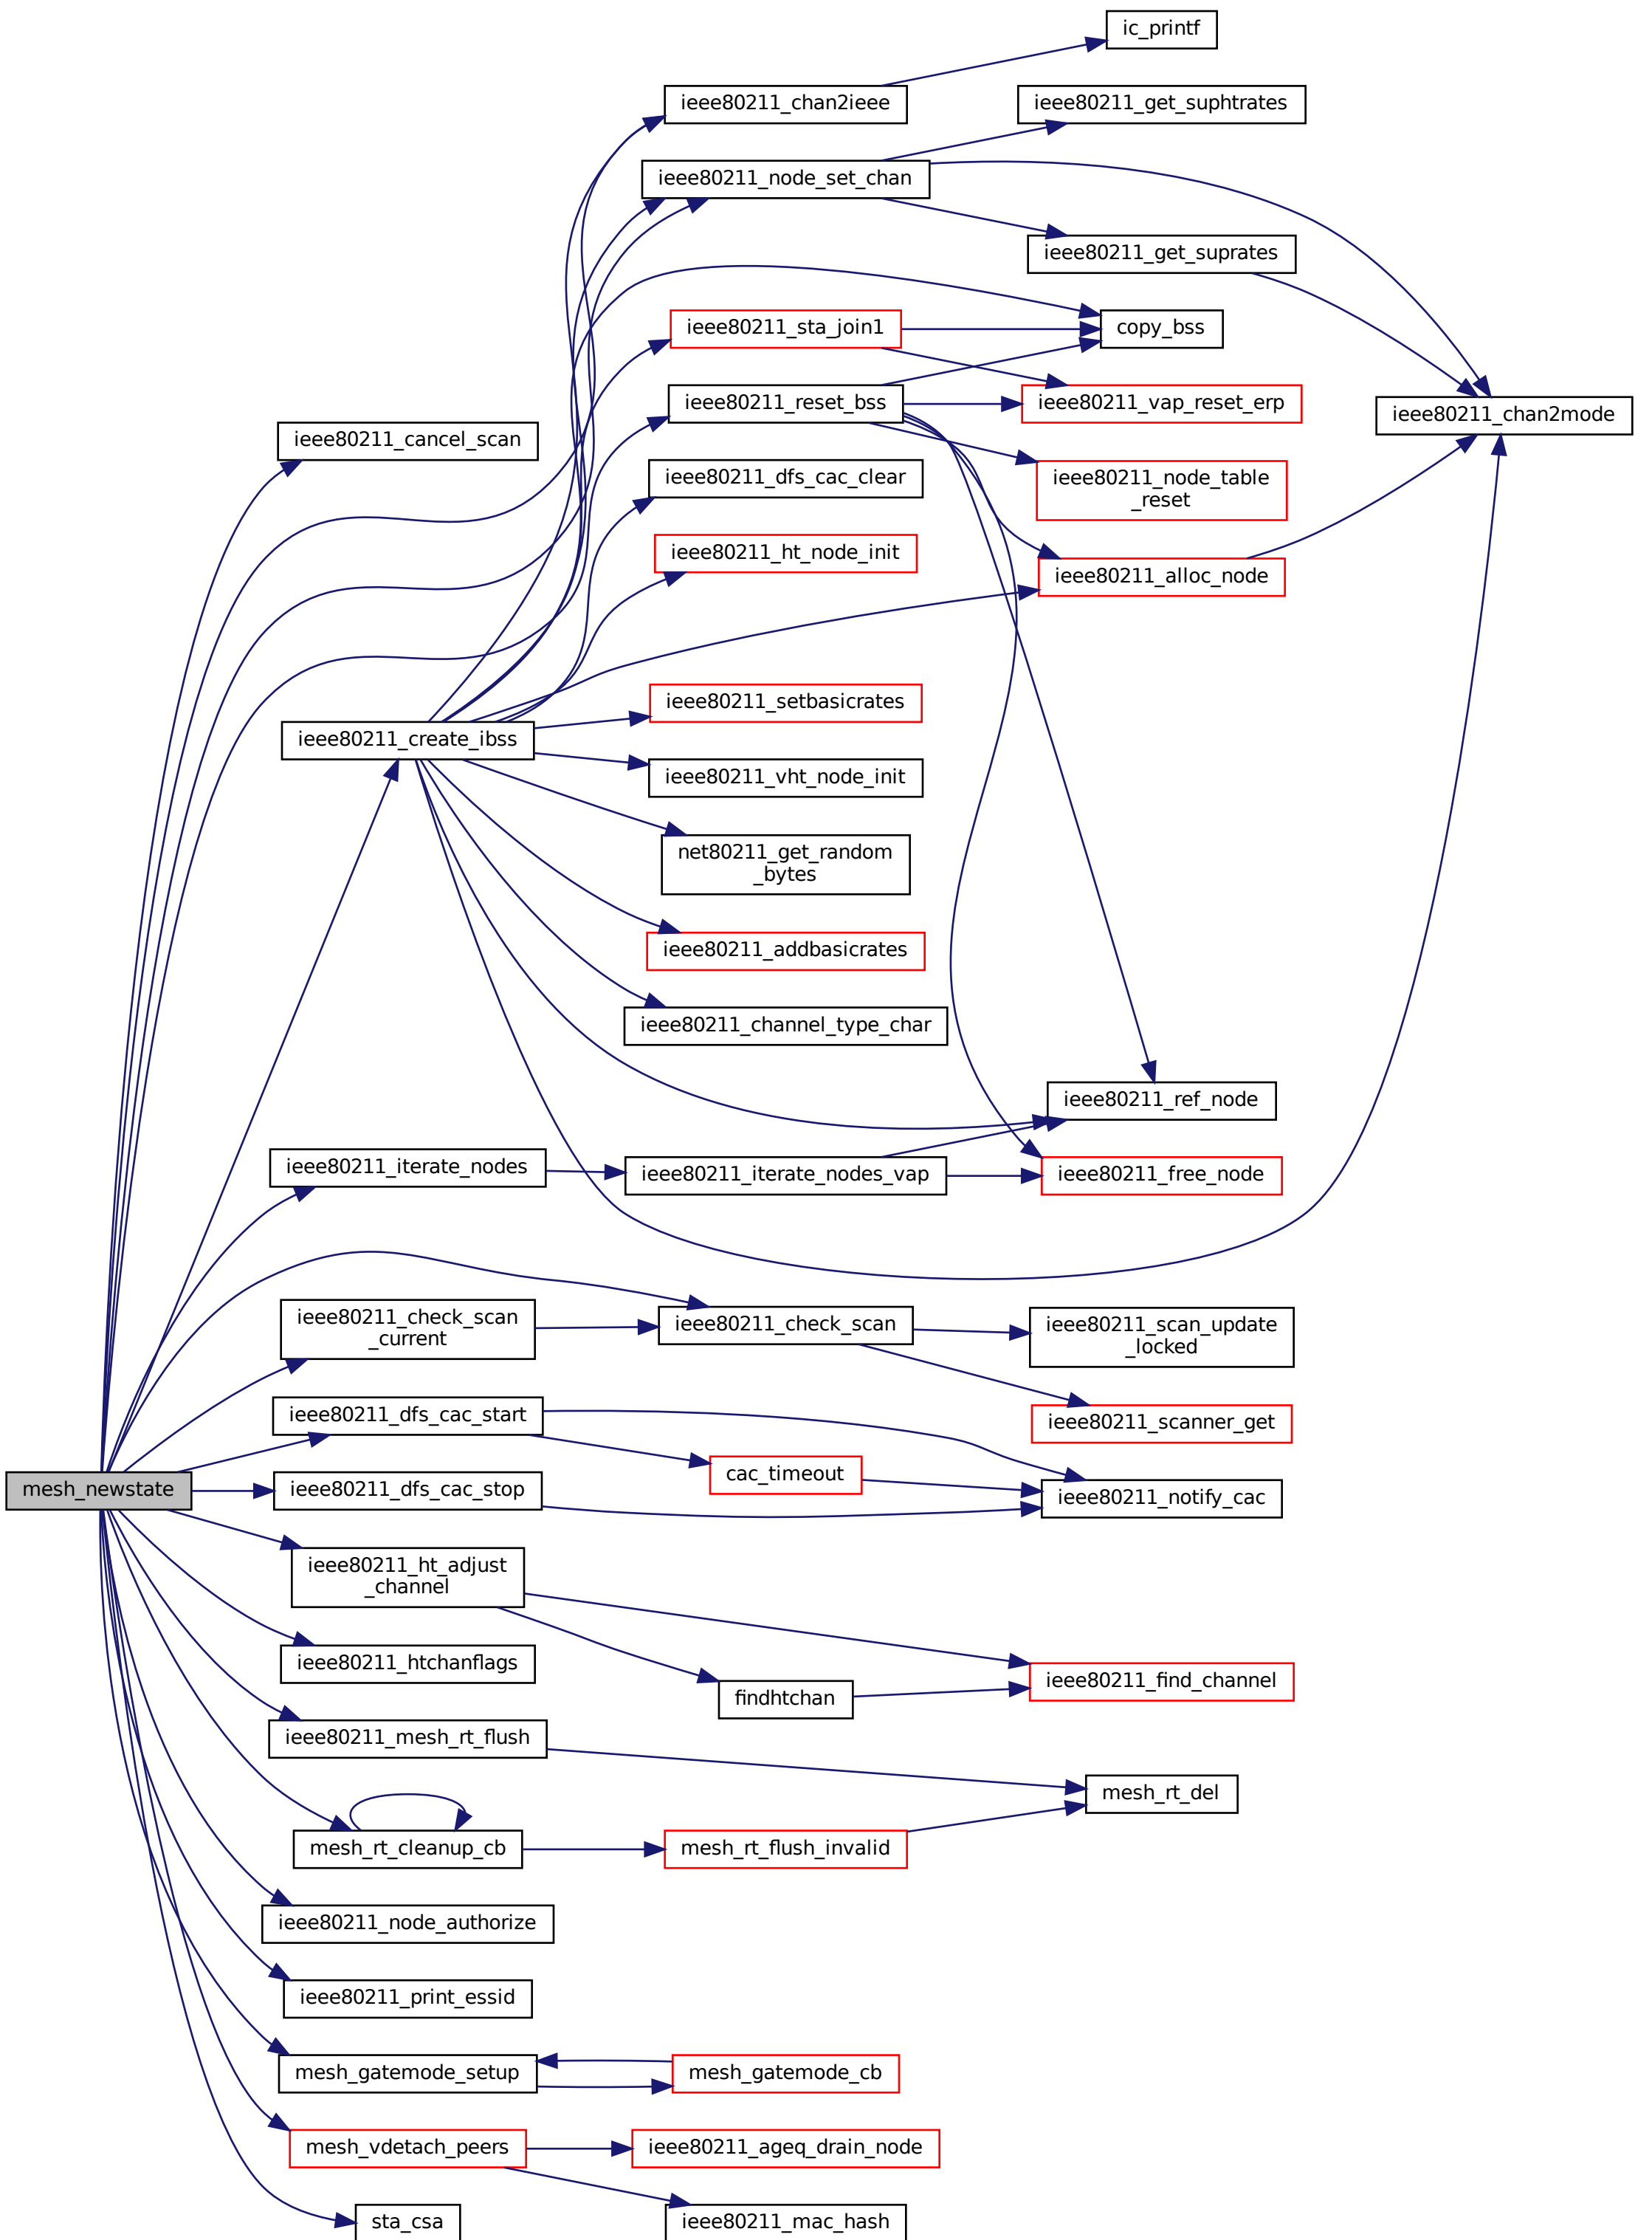 ic_printf
ieee80211_chan2ieee
ieee80211_get_suphtrates
ieee80211_node_set_chan
ieee80211_get_suprates
ieee80211_sta_join1
copy_bss
ieee80211_reset_bss
ieee80211_vap_reset_erp
ieee80211_chan2mode
ieee80211_cancel_scan
ieee80211_dfs_cac_clear
ieee80211_node_table
_reset
ieee80211_ht_node_init
ieee80211_alloc_node
ieee80211_setbasicrates
ieee80211_create_ibss
ieee80211_vht_node_init
net80211_get_random
_bytes
ieee80211_addbasicrates
ieee80211_channel_type_char
ieee80211_ref_node
ieee80211_iterate_nodes
ieee80211_iterate_nodes_vap
ieee80211_free_node
ieee80211_check_scan
_current
ieee80211_check_scan
ieee80211_scan_update
_locked
ieee80211_dfs_cac_start
ieee80211_scanner_get
cac_timeout
mesh_newstate
ieee80211_dfs_cac_stop
ieee80211_notify_cac
ieee80211_ht_adjust
_channel
ieee80211_htchanflags
findhtchan
ieee80211_find_channel
ieee80211_mesh_rt_flush
mesh_rt_del
mesh_rt_cleanup_cb
mesh_rt_flush_invalid
ieee80211_node_authorize
ieee80211_print_essid
mesh_gatemode_setup
mesh_gatemode_cb
mesh_vdetach_peers
ieee80211_ageq_drain_node
sta_csa
ieee80211_mac_hash